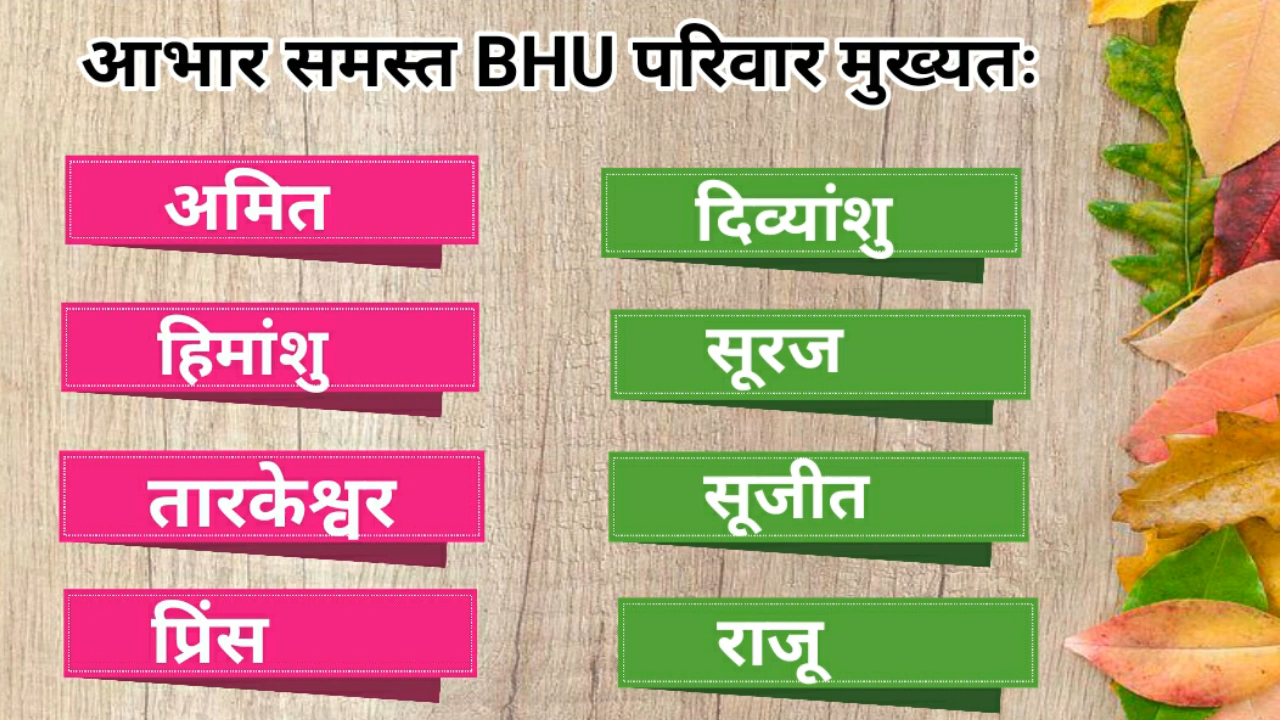 आभार समस्त BHU परिवार मुख्यतः
अमित
दिव्यांशु
हिमांशु
सूरज
तारकेश्वर
सूजीत
प्रिंस
राजू